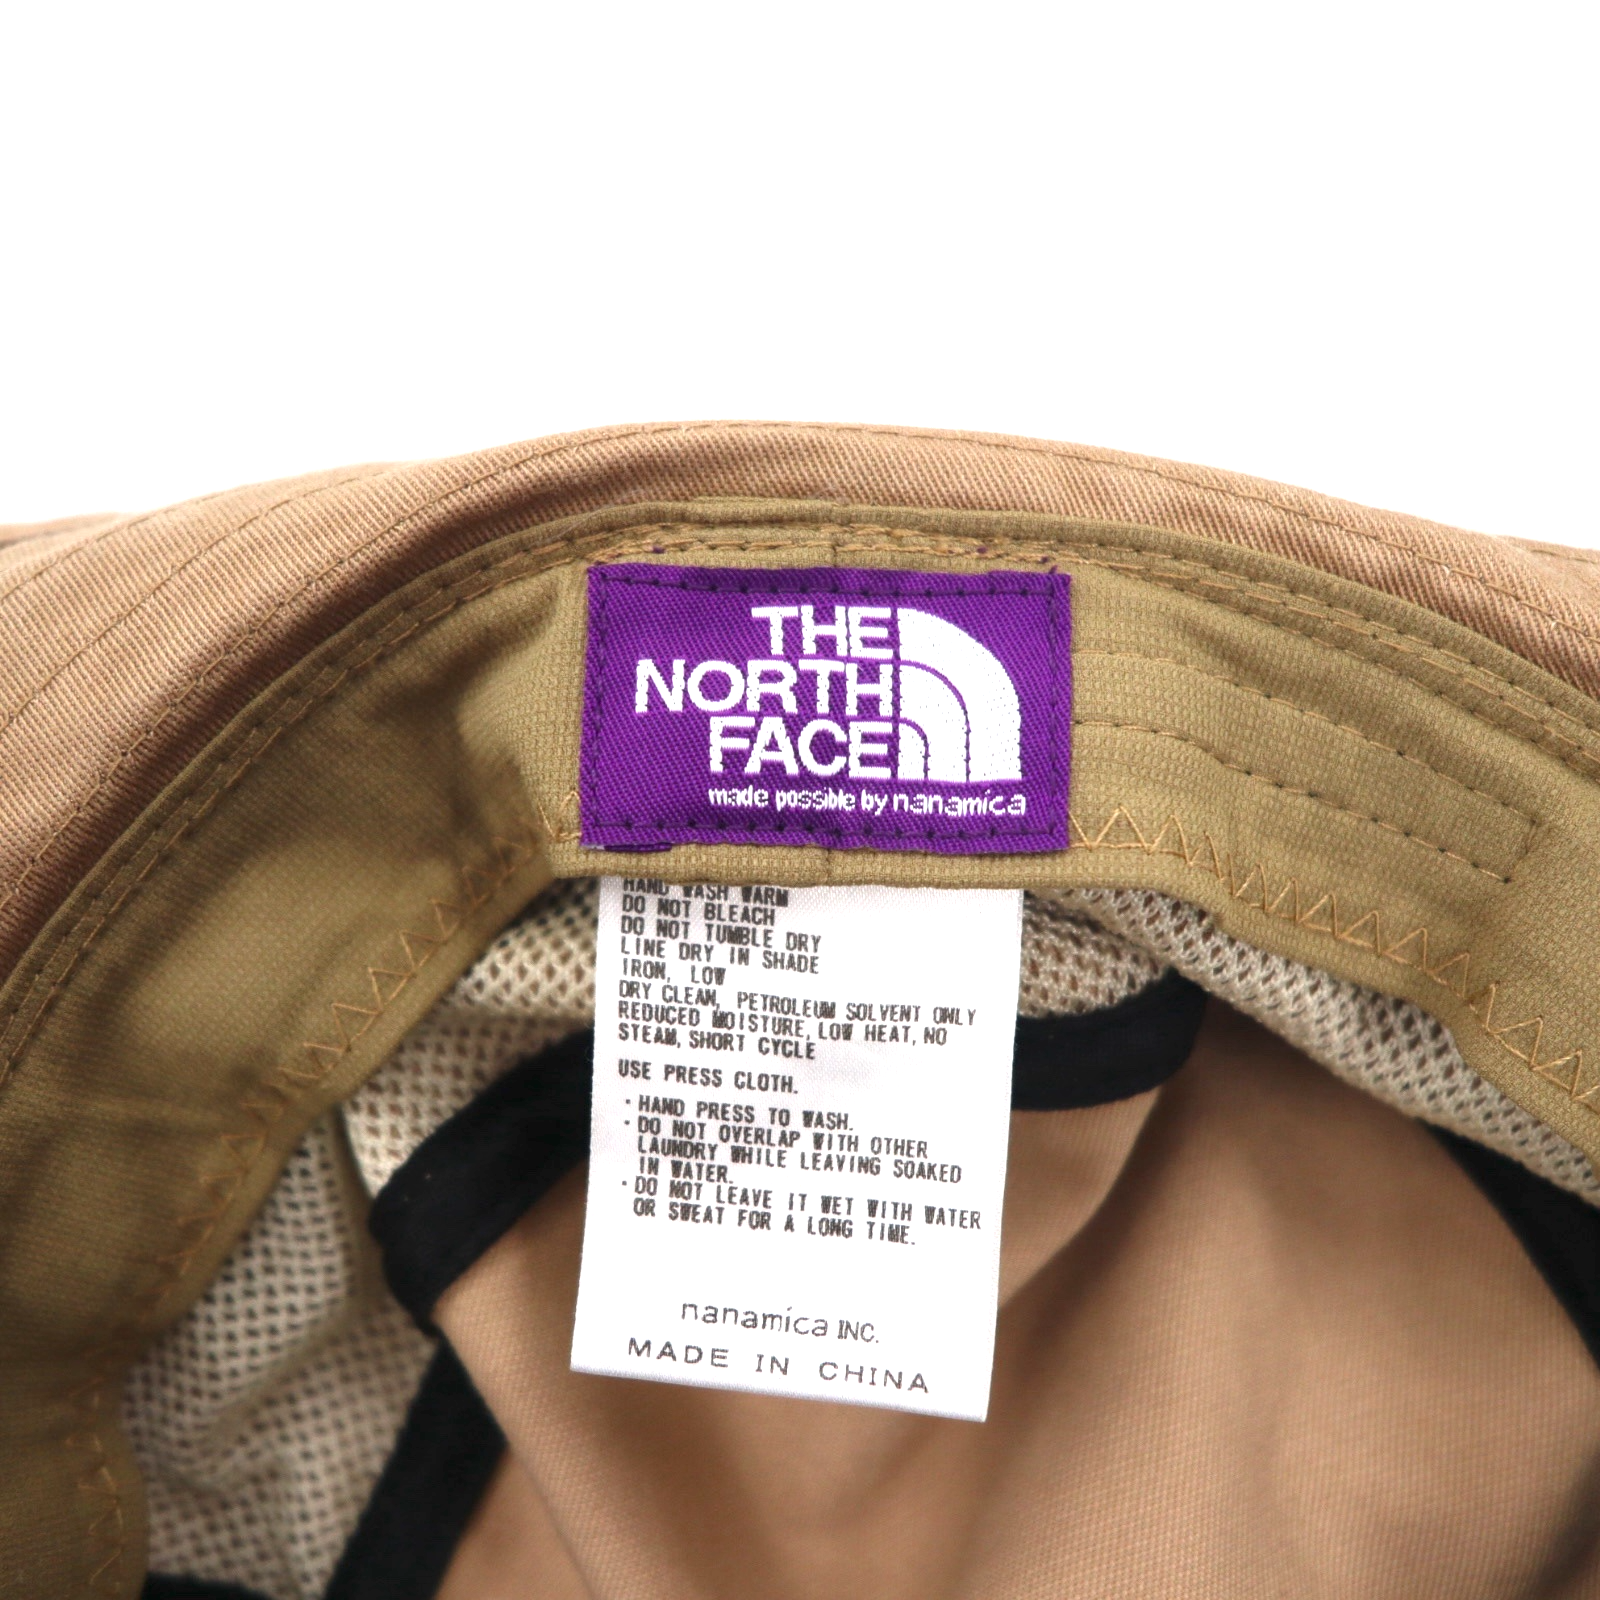 THE
NORTH
FACE
made possible by nanamica
HAND WASH WARM
DO NOT BLEACH
DO NOT TUMBLE DRY
LINE DRY IN SHADE
IRON, LOW
DRY CLEAN, PETROLEUM SOLVENT ONLY
REDUCED MOISTURE, LOW HEAT, NO
STEAM, SHORT CYCLE
USE PRESS CLOTH.
・HAND PRESS TO WASH.
・DO NOT OVERLAP WITH OTHER
LAUNDRY WHILE LEAVING SOAKED
IN WATER.
・DO NOT LEAVE IT WET WITH WATER
OR SWEAT FOR A LONG TIME.
nanamica INC.
MADE IN CHINA